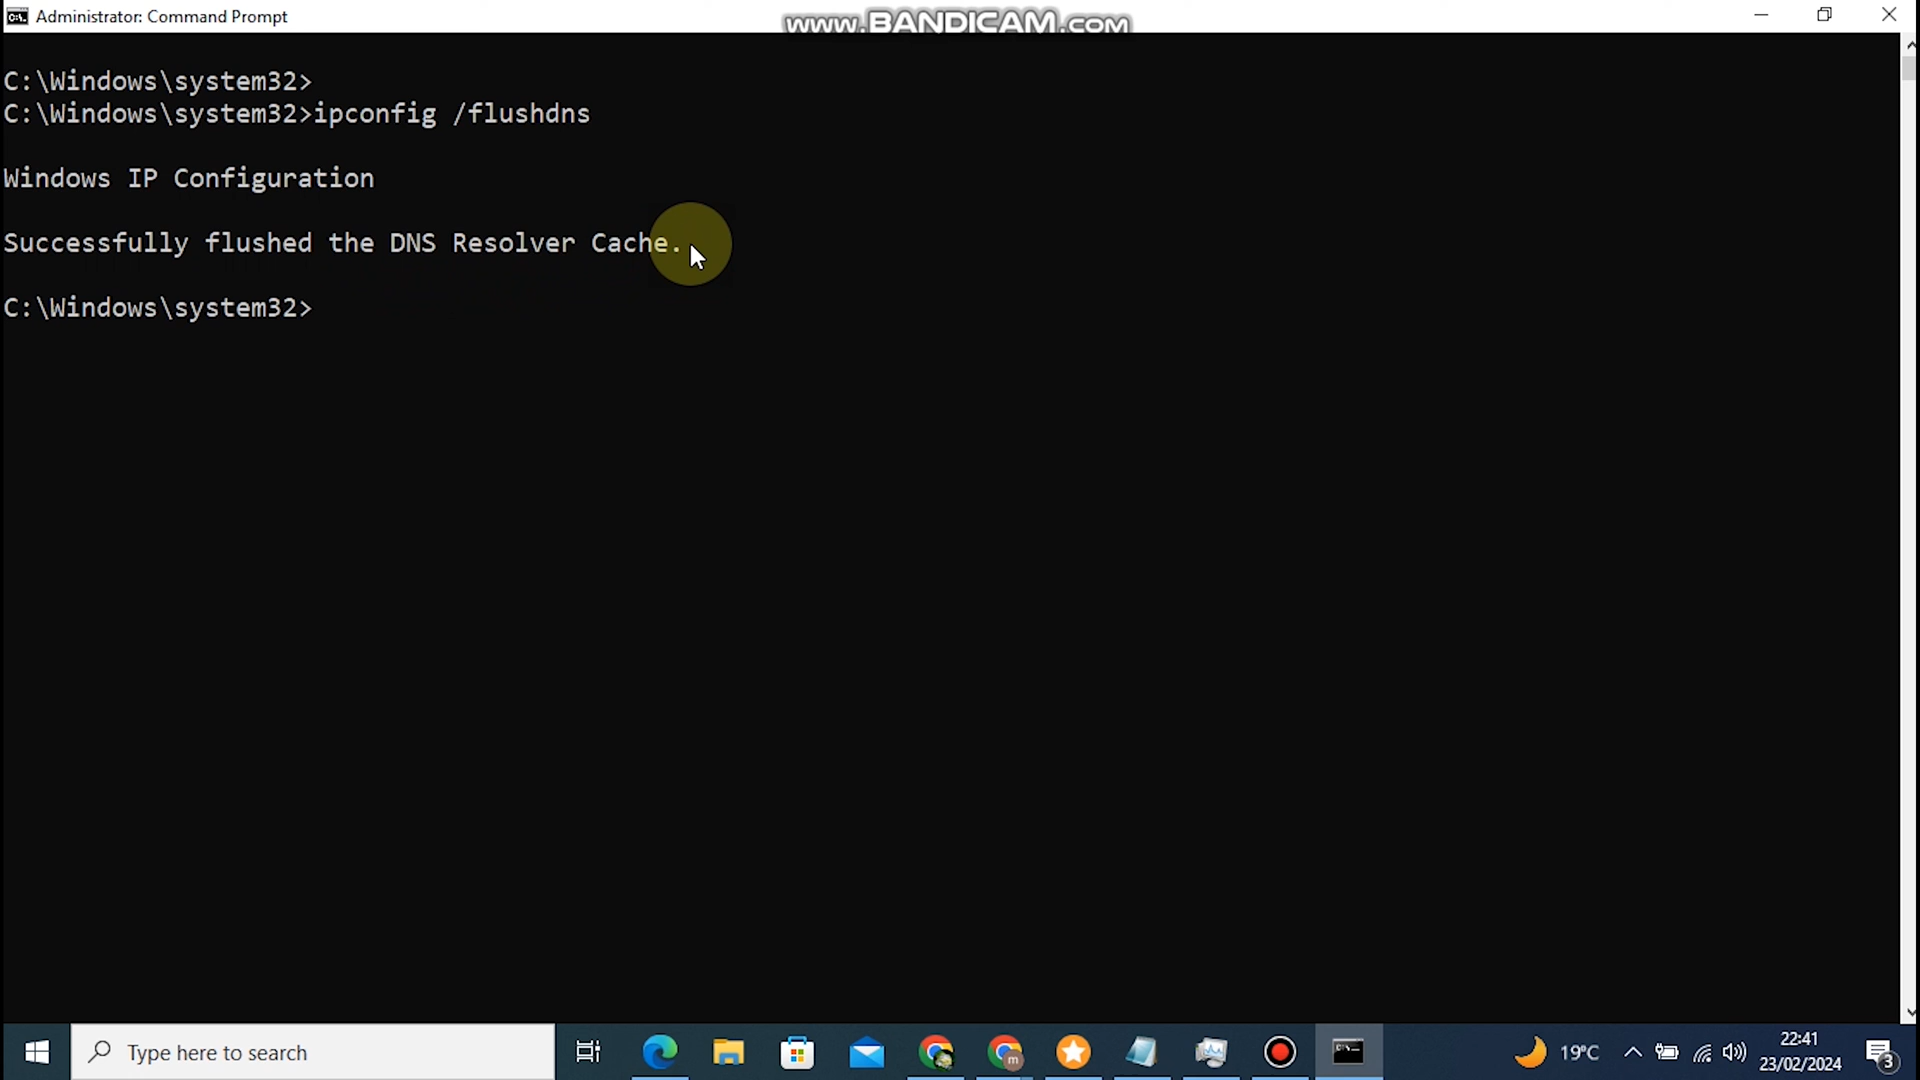 Administrator: Command Prompt
www.BANDICAM.com
C:\Windows\system32>
C:\Windows\system32>ipconfig /flushdns
Windows IP Configuration
Successfully flushed the DNS Resolver Cache.
C:\Windows\system32>
Type here to search
m
19°C
22:41
23/02/2024
3